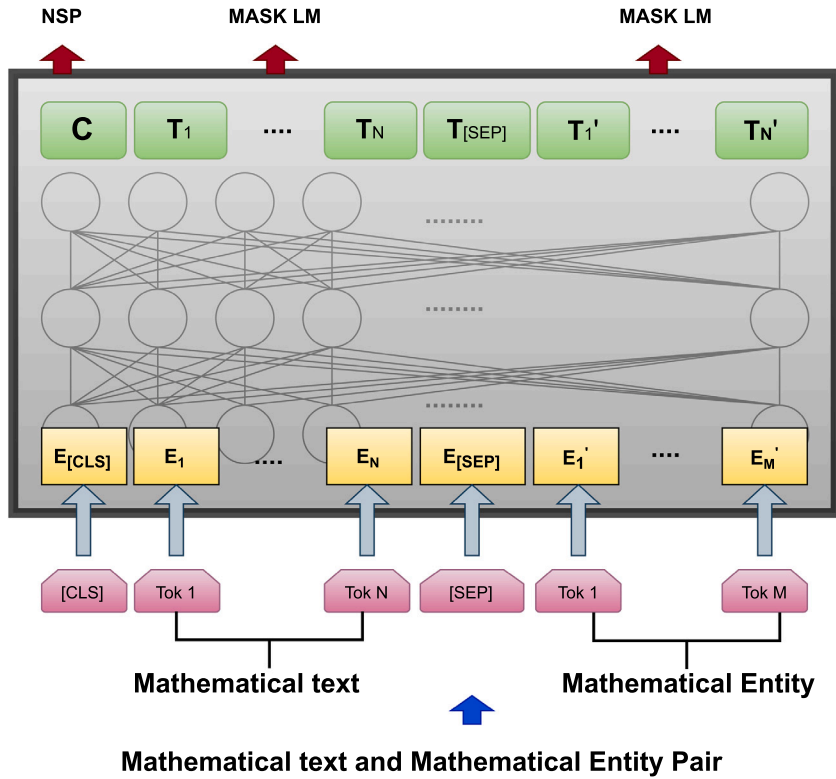 NSP MASK LM MASK LM
C T1 .... TN T[SEP] T1' .... TN'
........
........
........
E[CLS] E1 .... EN E[SEP] E1' .... EM'
[CLS] Tok 1 Tok N [SEP] Tok 1 Tok M
Mathematical text Mathematical Entity
Mathematical text and Mathematical Entity Pair